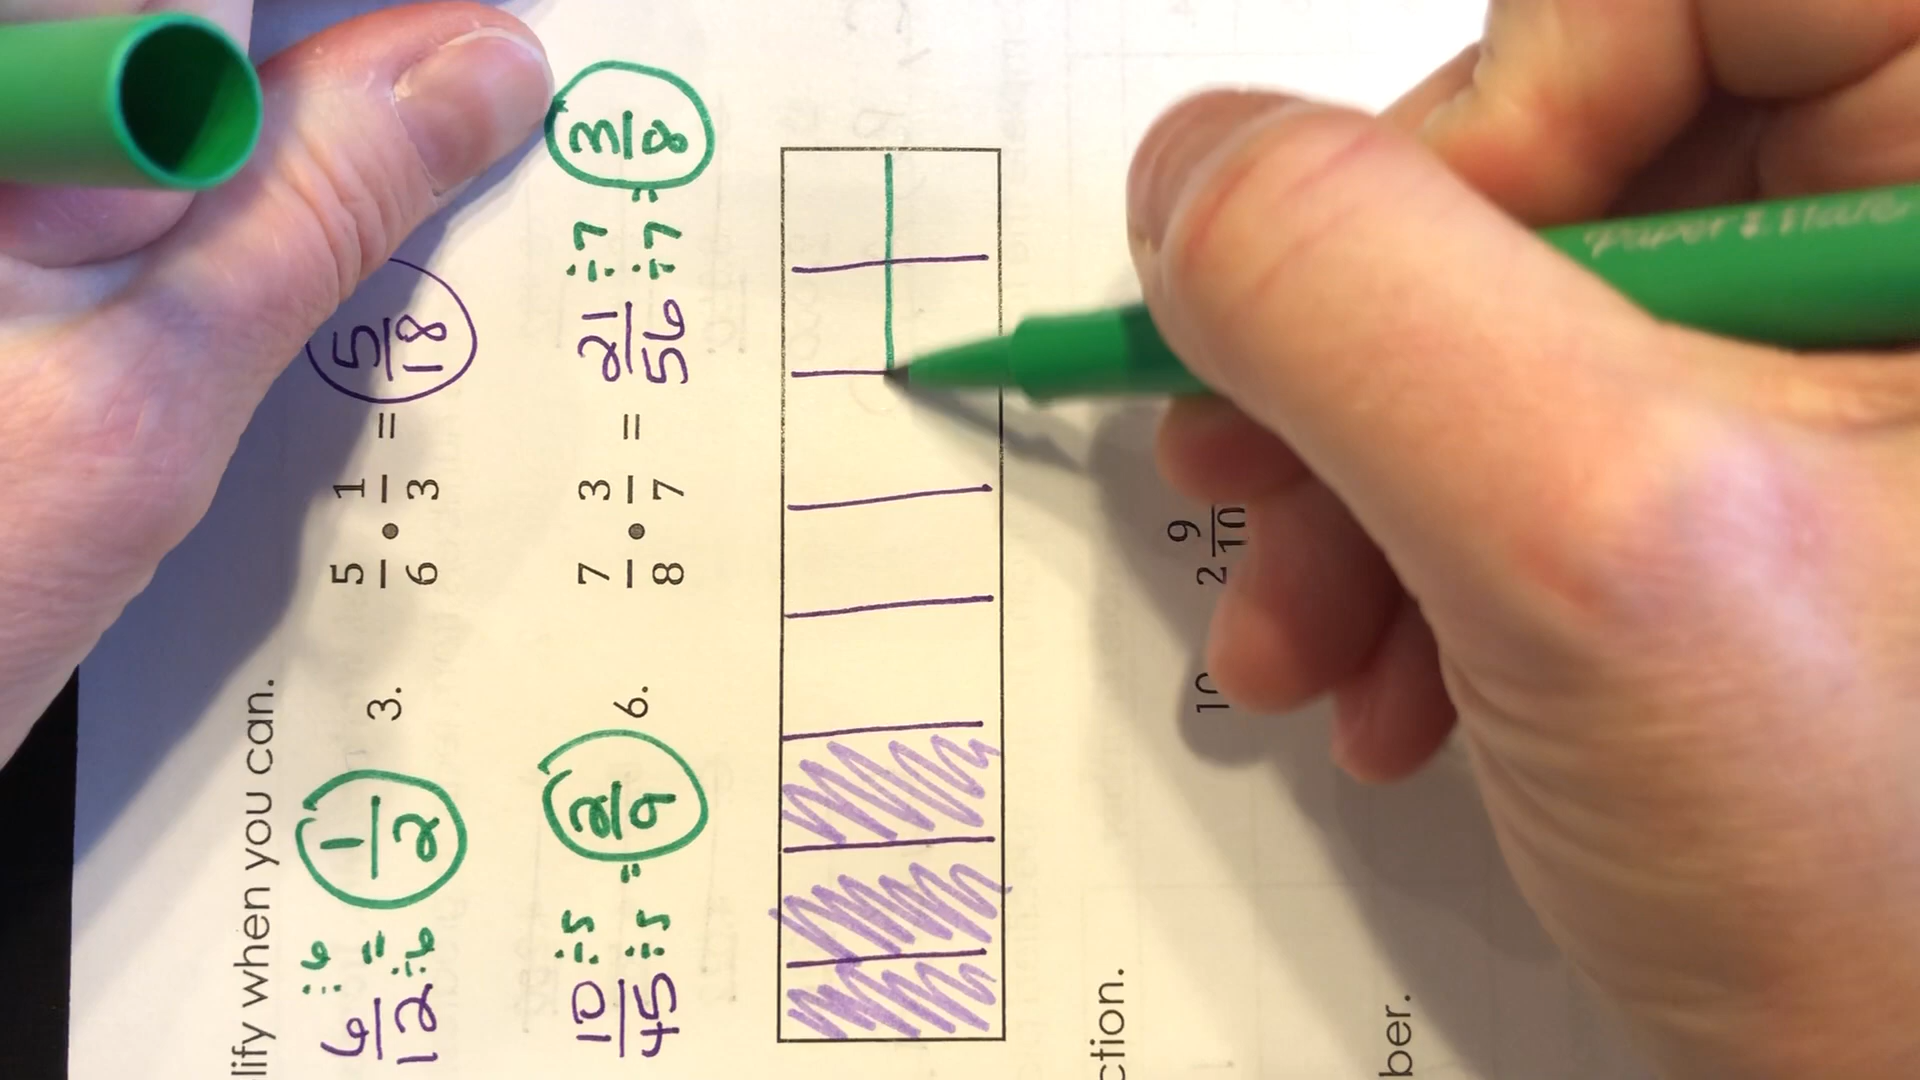 lify when you can.
6/12 ÷6/÷6 = 1/2
3. 5/6 • 1/3 = 5/18
10/45 ÷5/÷5 = 2/9
6. 7/8 • 3/7 = 21/56 ÷7/÷7 = 3/8
ction.
2 9/10
ber.
Paper Mate